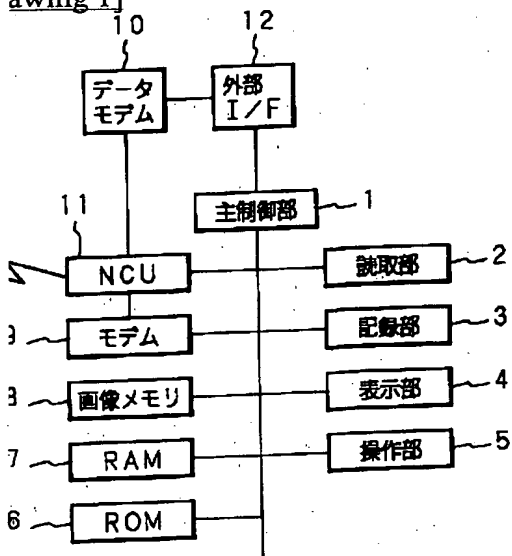 awing 1]
10 12
データ
モデム
外部
I/F
主制御部 1
11
NCU
読取部 2
モデム
記録部 3
画像メモリ
表示部 4
7 RAM
操作部 5
6 ROM